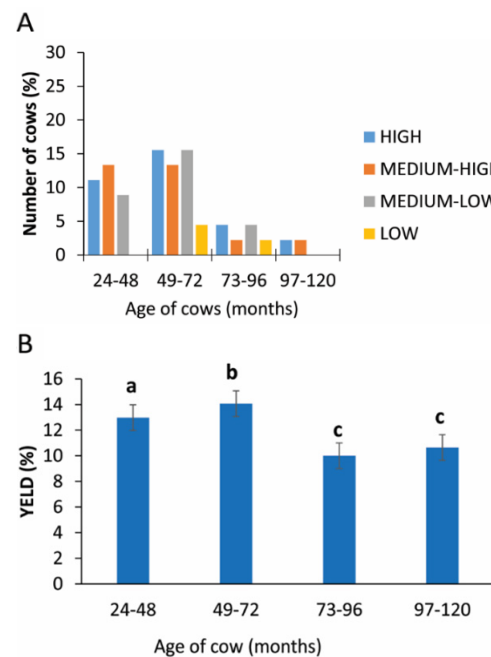 A
30
25
20
15
10
5
0
Number of cows (%)
24-48 49-72 73-96 97-120
Age of cows (months)
HIGH
MEDIUM-HIGH
MEDIUM-LOW
LOW
B
16
14
12
10
8
6
4
2
0
YELD (%)
a b c c
24-48 49-72 73-96 97-120
Age of cow (months)